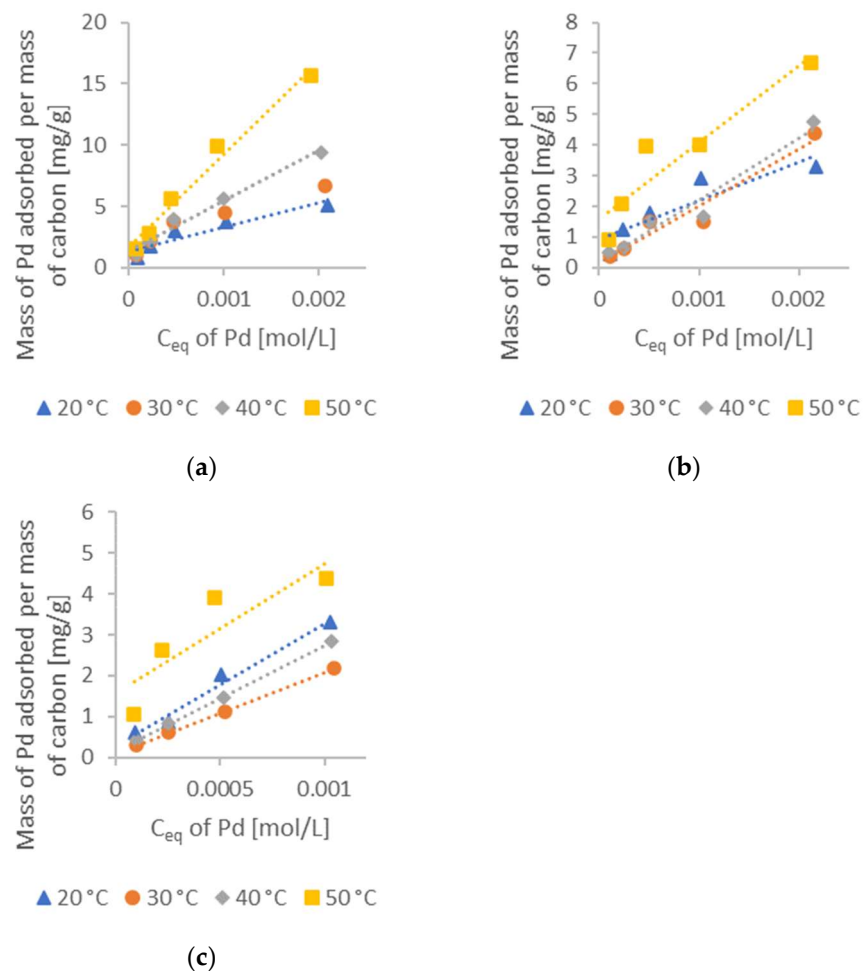 Mass of Pd adsorbed per mass
of carbon [mg/g]
20
15
10
5
0
0 0.001 0.002
Ceq of Pd [mol/L]
20°C 30°C 40°C 50°C
(a)
Mass of Pd adsorbed per mass
of carbon [mg/g]
8
7
6
5
4
3
2
1
0
0 0.001 0.002
Ceq of Pd [mol/L]
20°C 30°C 40°C 50°C
(b)
Mass of Pd adsorbed per mass
of carbon [mg/g]
6
5
4
3
2
1
0
0 0.0005 0.001
Ceq of Pd [mol/L]
20°C 30°C 40°C 50°C
(c)